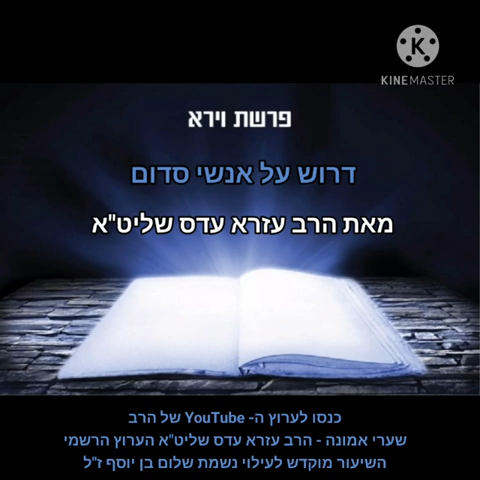 KINEMASTER
פרשת וירא
דרוש על אנשי סדום
מאת הרב עזרא עדס שליט"א
כנסו לערוץ ה- YouTube של הרב
שערי אמונה - הרב עזרא עדס שליט"א הערוץ הרשמי
השיעור מוקדש לעילוי נשמת שלום בן יוסף ז"ל